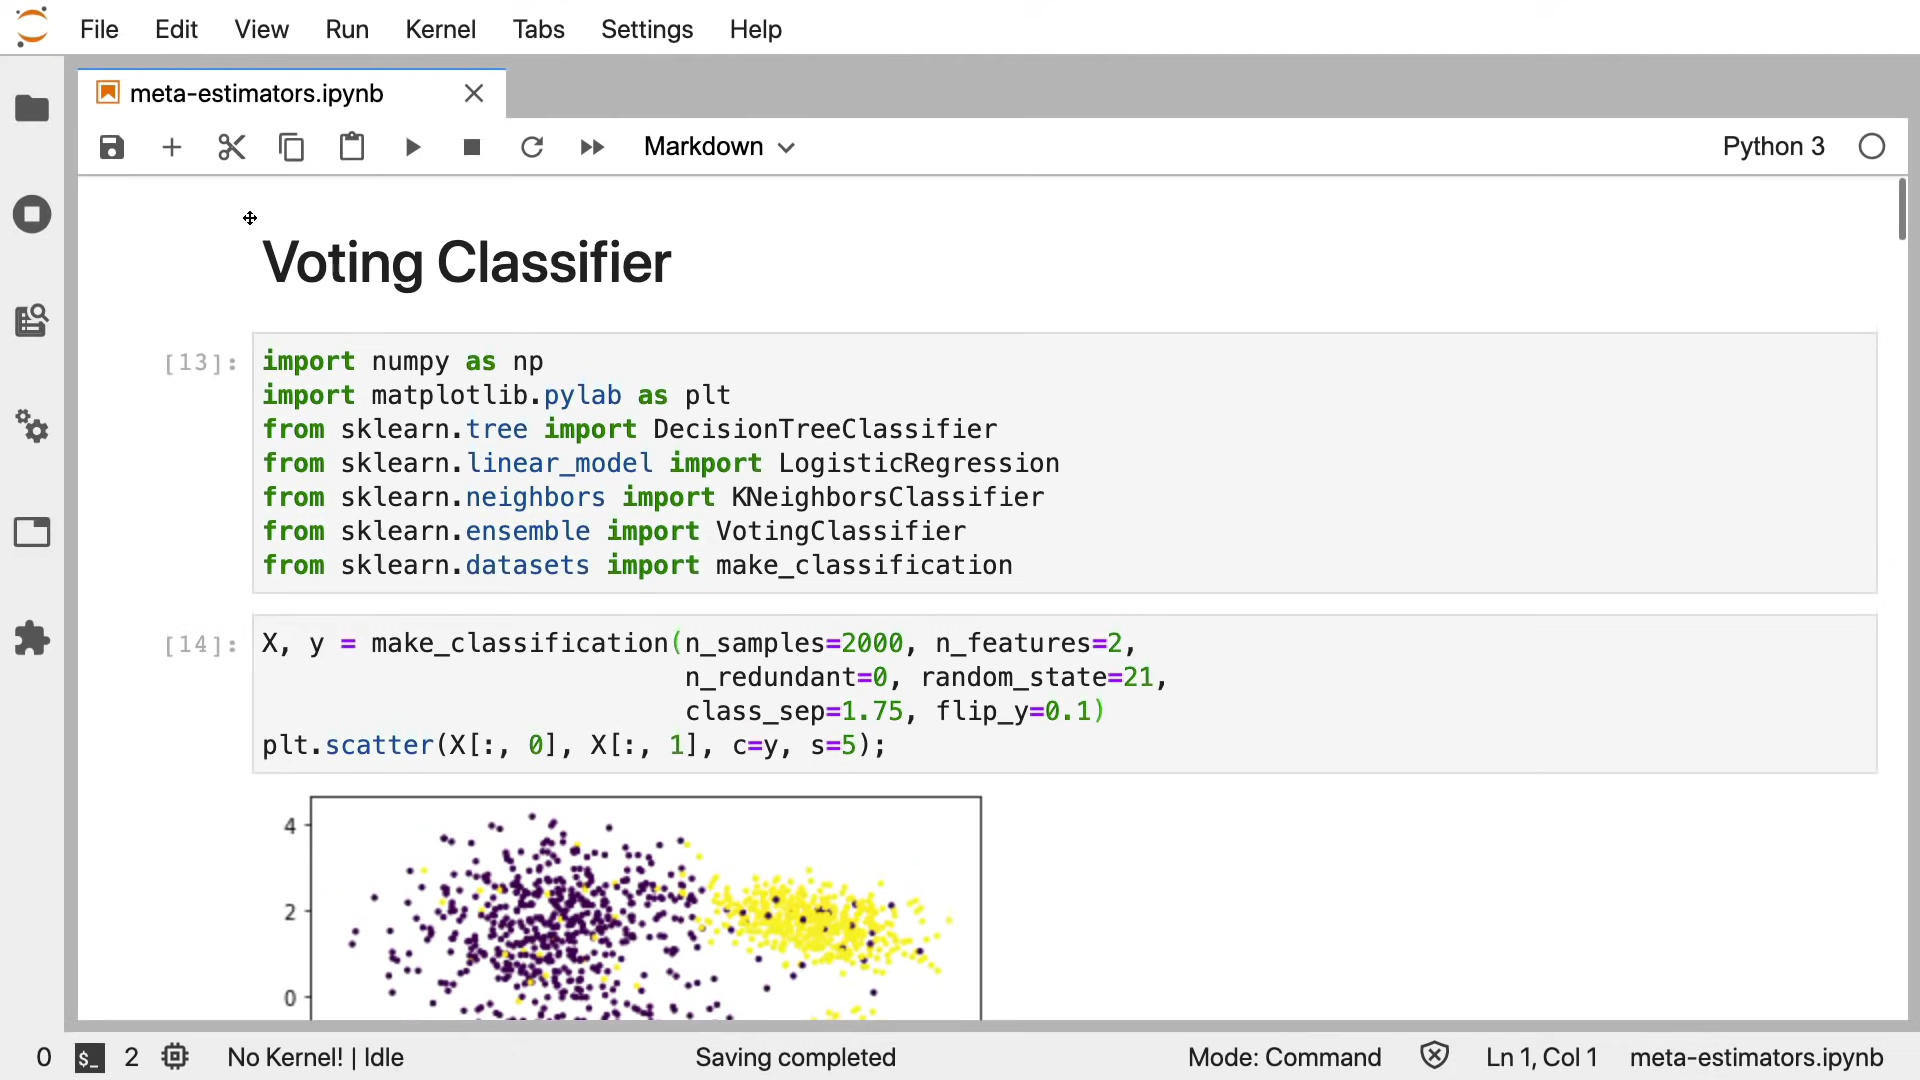 File Edit View Run Kernel Tabs Settings Help
meta-estimators.ipynb
Markdown Python 3
Voting Classifier
[13]: import numpy as np
import matplotlib.pylab as plt
from sklearn.tree import DecisionTreeClassifier
from sklearn.linear_model import LogisticRegression
from sklearn.neighbors import KNeighborsClassifier
from sklearn.ensemble import VotingClassifier
from sklearn.datasets import make_classification
[14]: X, y = make_classification(n_samples=2000, n_features=2,
n_redundant=0, random_state=21,
class_sep=1.75, flip_y=0.1)
plt.scatter(X[:, 0], X[:, 1], c=y, s=5);
4
2
0
0 $_ 2 No Kernel! | Idle Saving completed Mode: Command Ln 1, Col 1 meta-estimators.ipynb